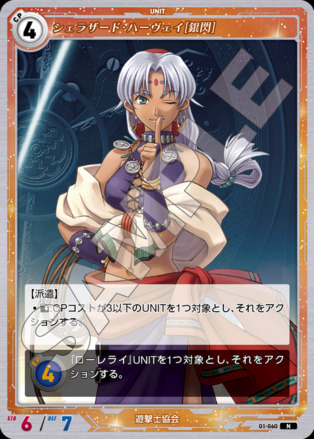 UNIT
CP
4
シェラザード・ハーヴェイ[銀閃]
SAMPLE
【派遣】
CPコストが3以下のUNITを1つ対象とし、それをアク
ションする。
4
『ローレライ』UNITを1つ対象とし、それをアクション
する。
ATK 6 / DEF 7
遊撃士協会
01-060 N